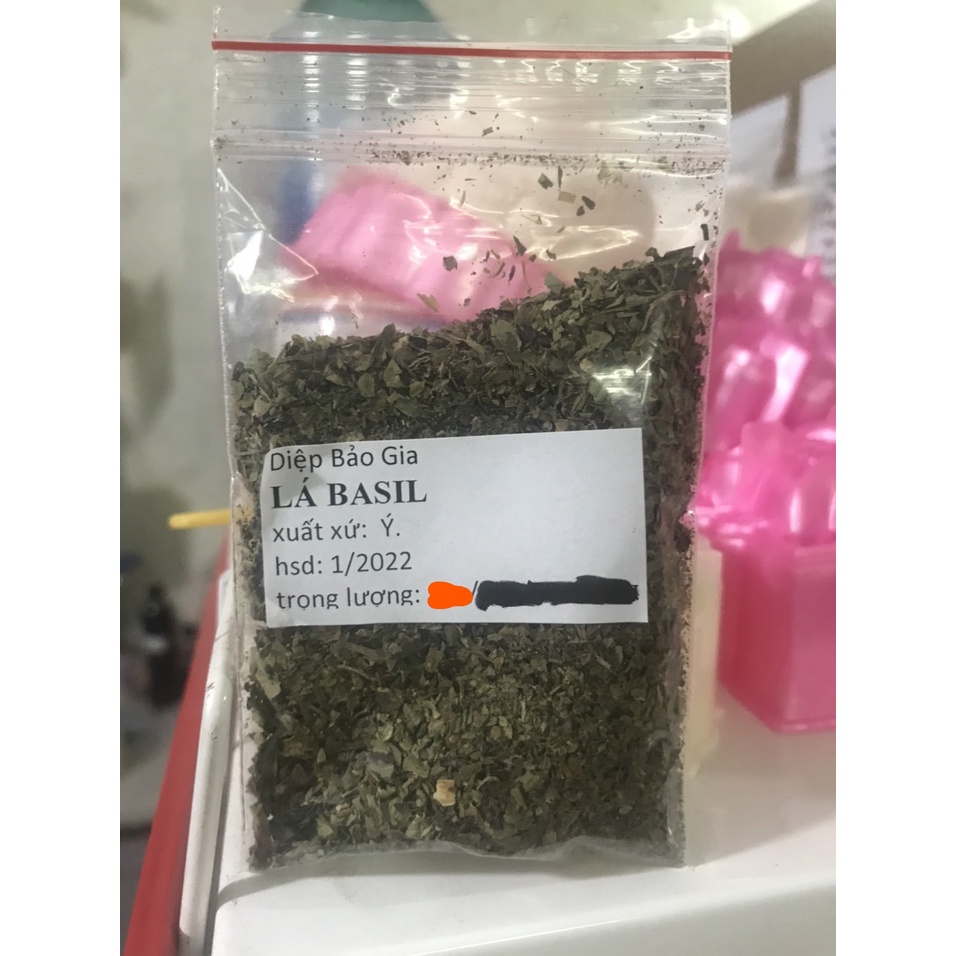 Diệp Bảo Gia
LÁ BASIL
xuất xứ: Ý.
hsd: 1/2022
trọng lượng: